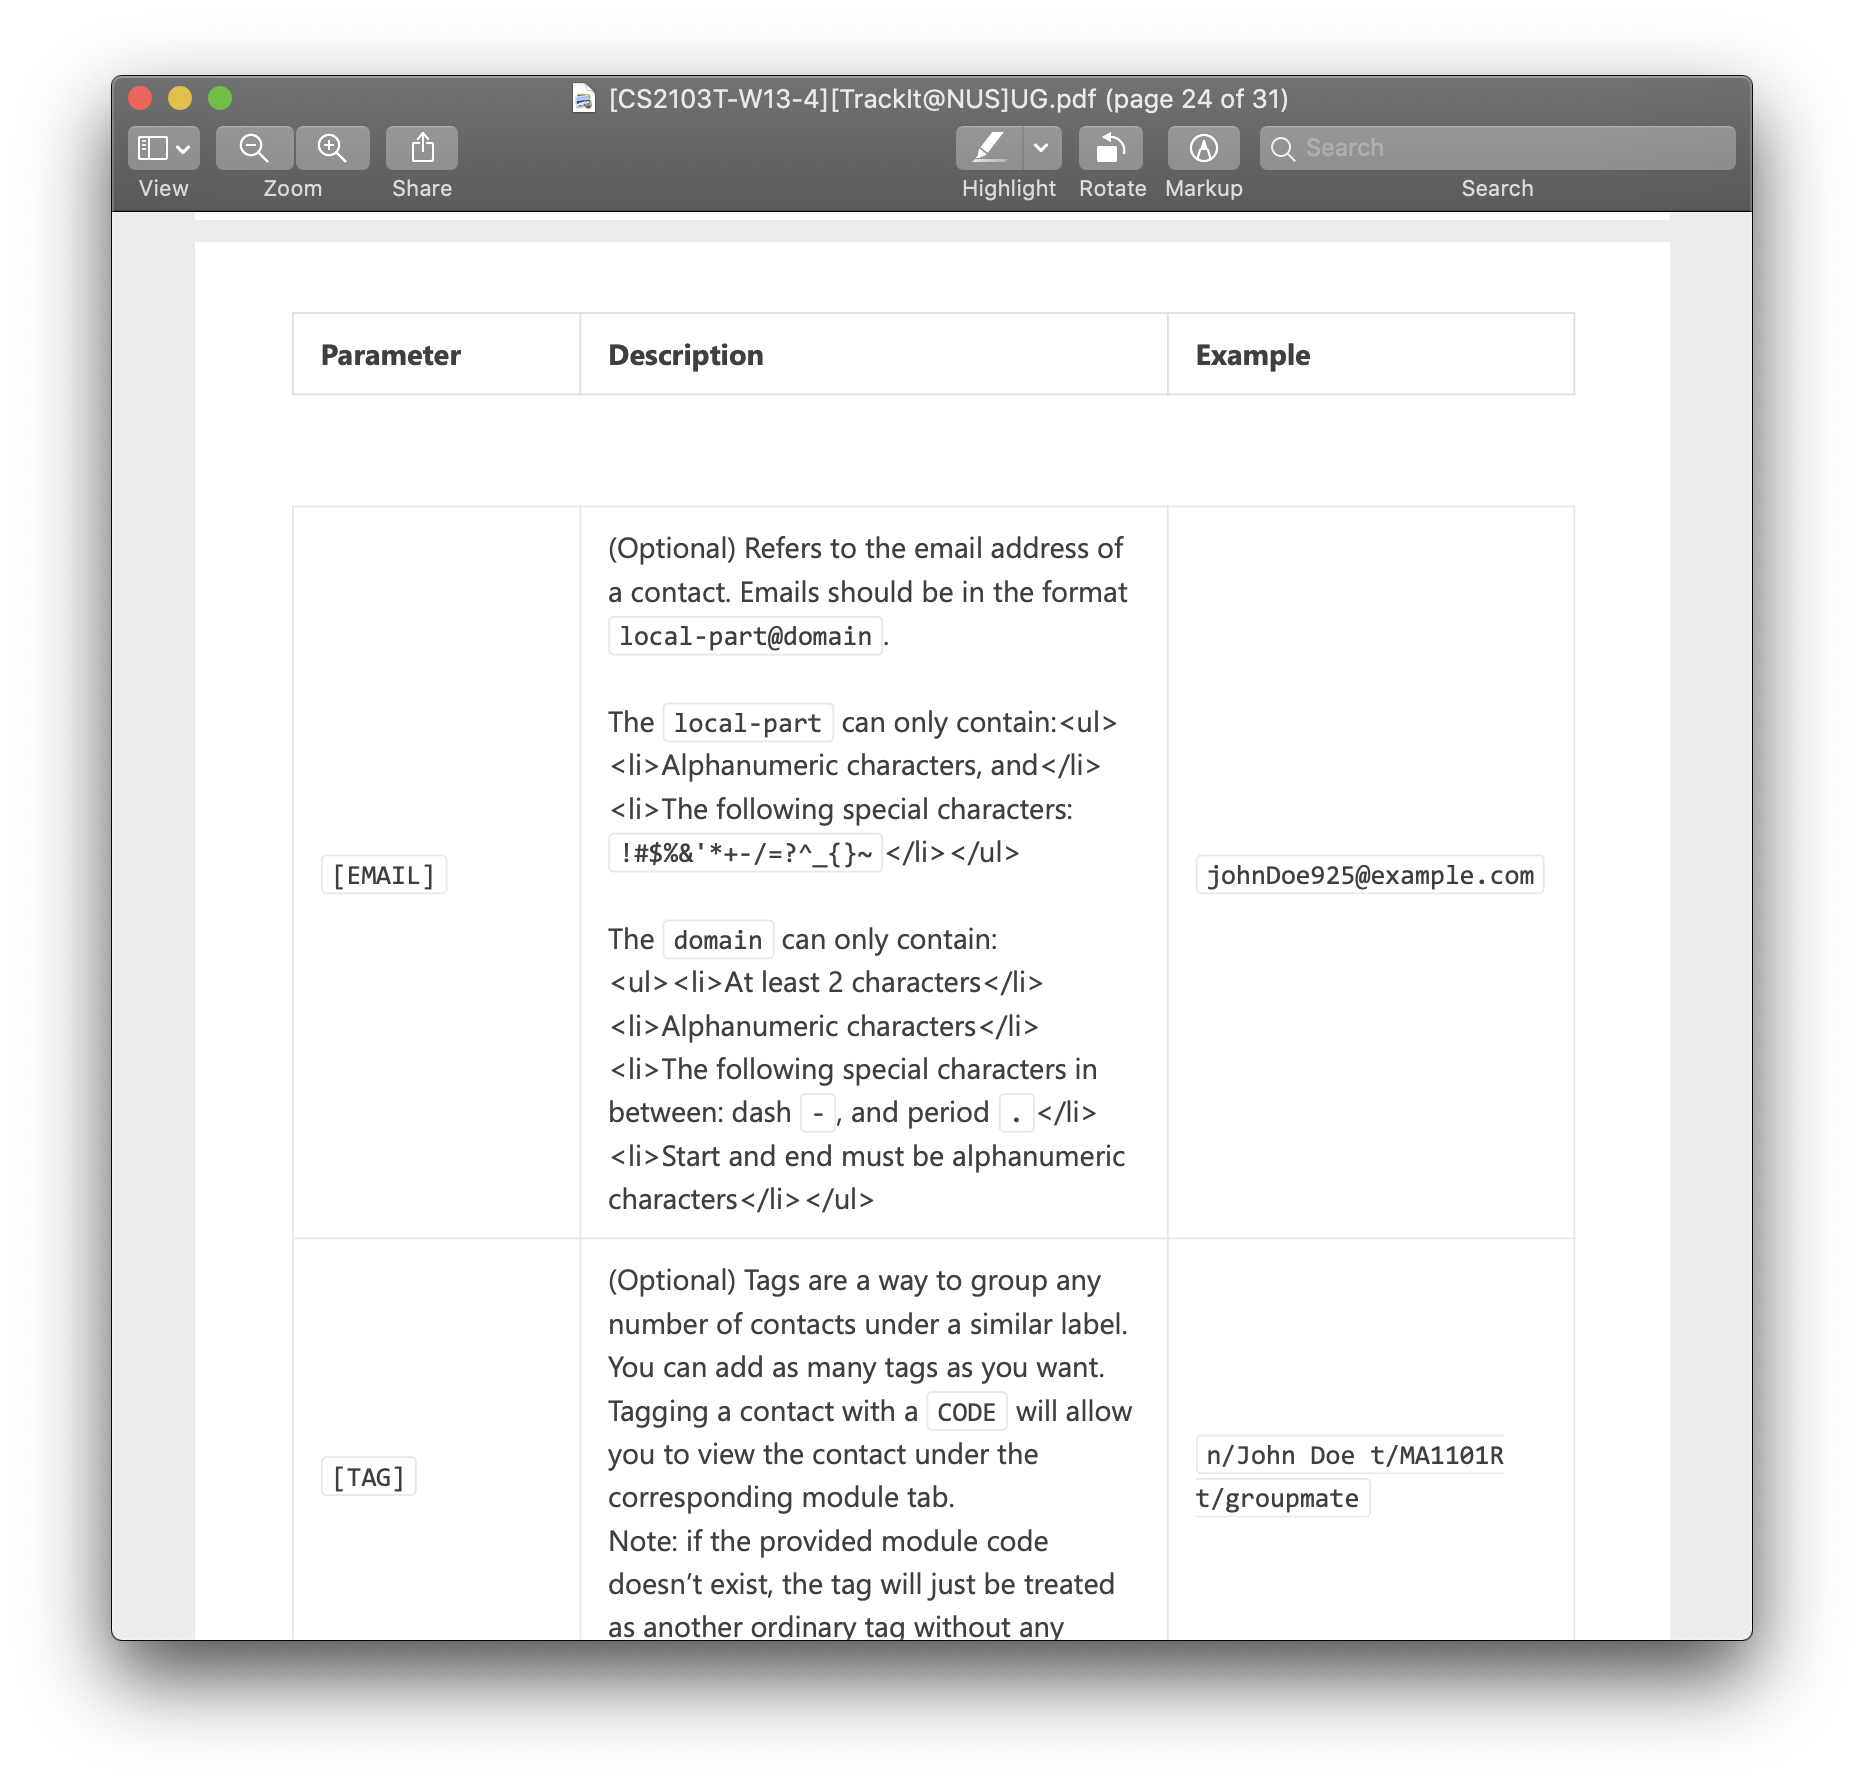 [CS2103T-W13-4][TrackIt@NUS]UG.pdf (page 24 of 31)
View
Zoom
Share
Highlight
Rotate
Markup
Search
Search
Parameter
Description
Example
[EMAIL]
(Optional) Refers to the email address of
a contact. Emails should be in the format
local-part@domain.
The local-part can only contain:<ul>
<li>Alphanumeric characters, and</li>
<li>The following special characters:
!#$%&'*+-/=?^_{}~</li></ul>
The domain can only contain:
<ul><li>At least 2 characters</li>
<li>Alphanumeric characters</li>
<li>The following special characters in
between: dash -, and period .</li>
<li>Start and end must be alphanumeric
characters</li></ul>
johnDoe925@example.com
[TAG]
(Optional) Tags are a way to group any
number of contacts under a similar label.
You can add as many tags as you want.
Tagging a contact with a CODE will allow
you to view the contact under the
corresponding module tab.
Note: if the provided module code
doesn’t exist, the tag will just be treated
as another ordinary tag without any
n/John Doe t/MA1101R
t/groupmate